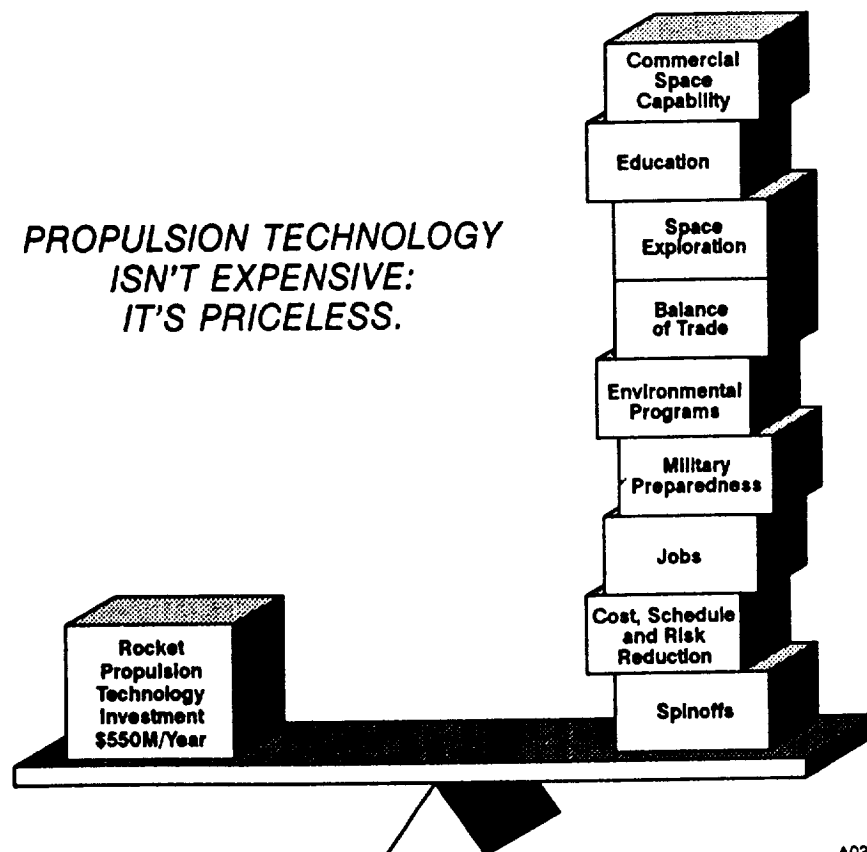 PROPULSION TECHNOLOGY
ISN'T EXPENSIVE:
IT'S PRICELESS.
Commercial
Space
Capability
Education
Space
Exploration
Balance
of Trade
Environmental
Programs
Military
Preparedness
Jobs
Cost, Schedule
and Risk
Reduction
Spinoffs
Rocket
Propulsion
Technology
Investment
$550M/Year